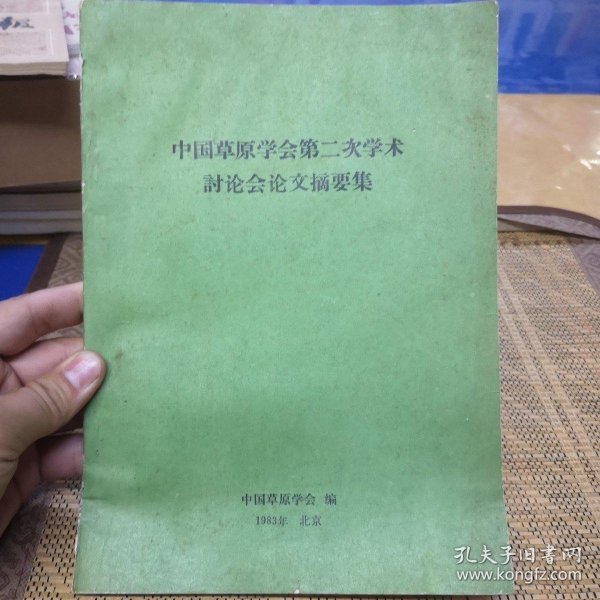 中国草原学会第二次学术
討论会论文摘要集
中国草原学会 编
1983年 北京
孔夫子旧书网
www.kongfz.com